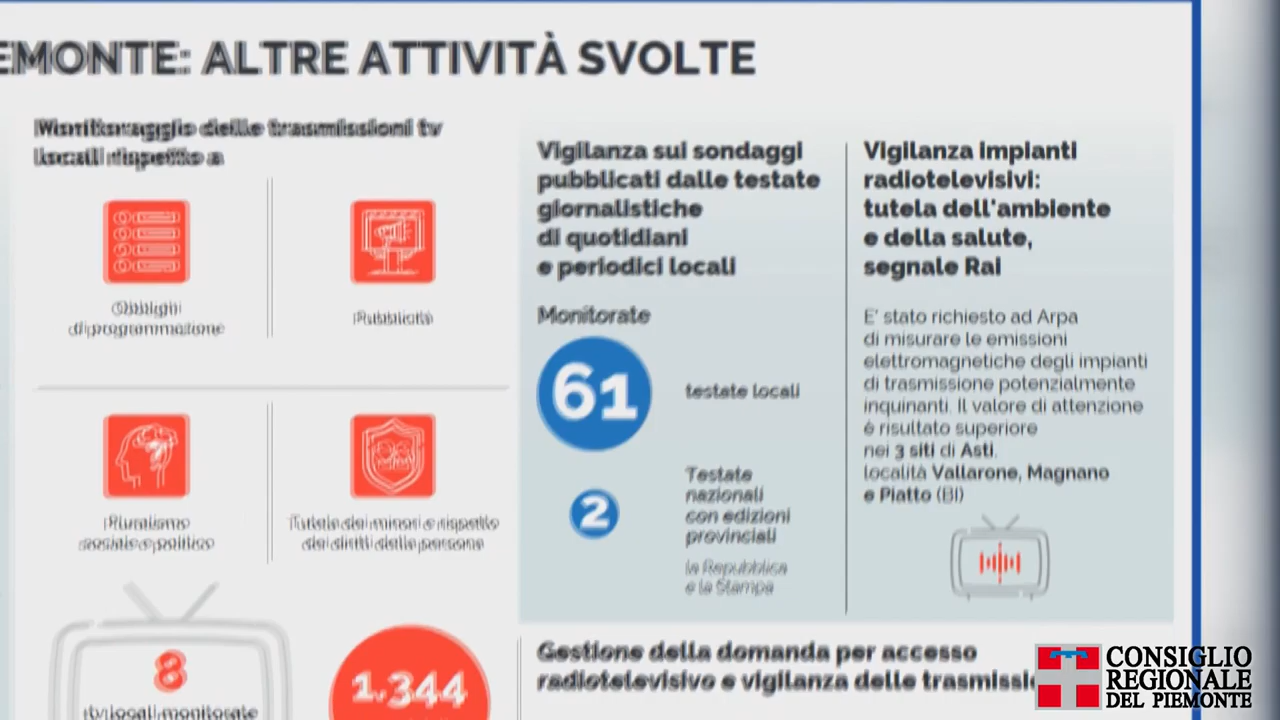 EMONTE: ALTRE ATTIVITÀ SVOLTE
Monitoraggio delle trasmissioni tv
locali rispetto a
Obblighi
di programmazione
Pubblicità
Pluralismo
sociale e politico
Tutela dei minori e rispetto
dei diritti delle persone
8
tv locali monitorate
1.344
Vigilanza sui sondaggi
pubblicati dalle testate
giornalistiche
di quotidiani
e periodici locali
Monitorate
61
testate locali
2
Testate
nazionali
con edizioni
provinciali
la Repubblica
e la Stampa
Vigilanza impianti
radiotelevisivi:
tutela dell'ambiente
e della salute,
segnale Rai
E' stato richiesto ad Arpa
di misurare le emissioni
elettromagnetiche degli impianti
di trasmissione potenzialmente
inquinanti. Il valore di attenzione
è risultato superiore
nei 3 siti di Asti,
località Vallarone, Magnano
e Piatto (BI)
Gestione della domanda per accesso
radiotelevisivo e vigilanza delle trasmissi
CONSIGLIO
REGIONALE
DEL PIEMONTE